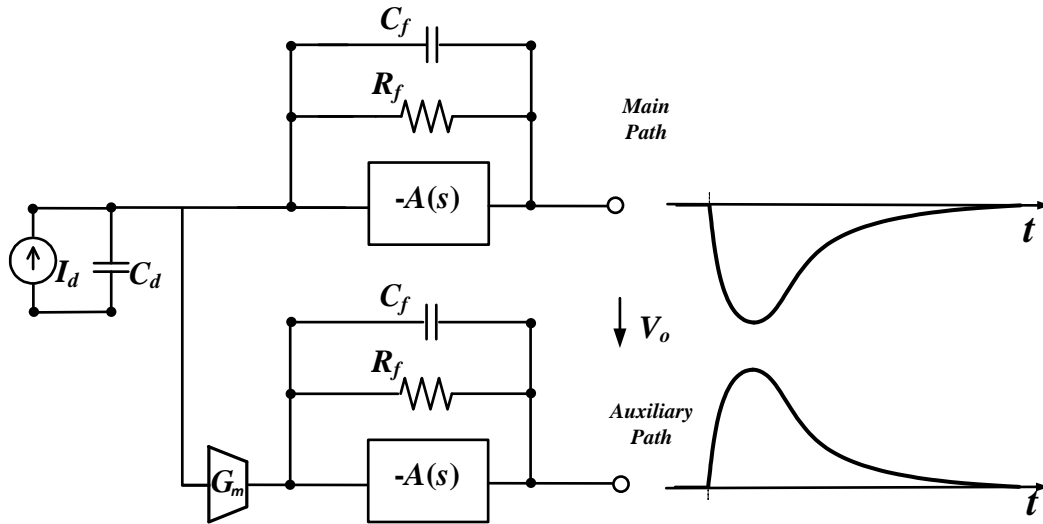 C_f
R_f
Main
Path
-A(s)
t
I_d
C_d
C_f
V_o
R_f
Auxiliary
Path
G_m
-A(s)
t